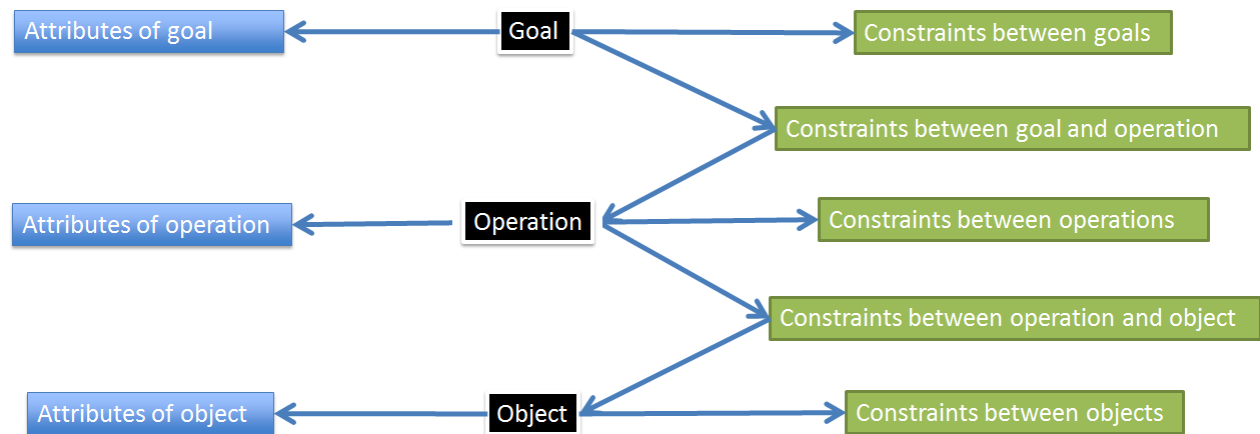 Attributes of goal
Goal
Constraints between goals
Constraints between goal and operation
Attributes of operation
Operation
Constraints between operations
Constraints between operation and object
Attributes of object
Object
Constraints between objects